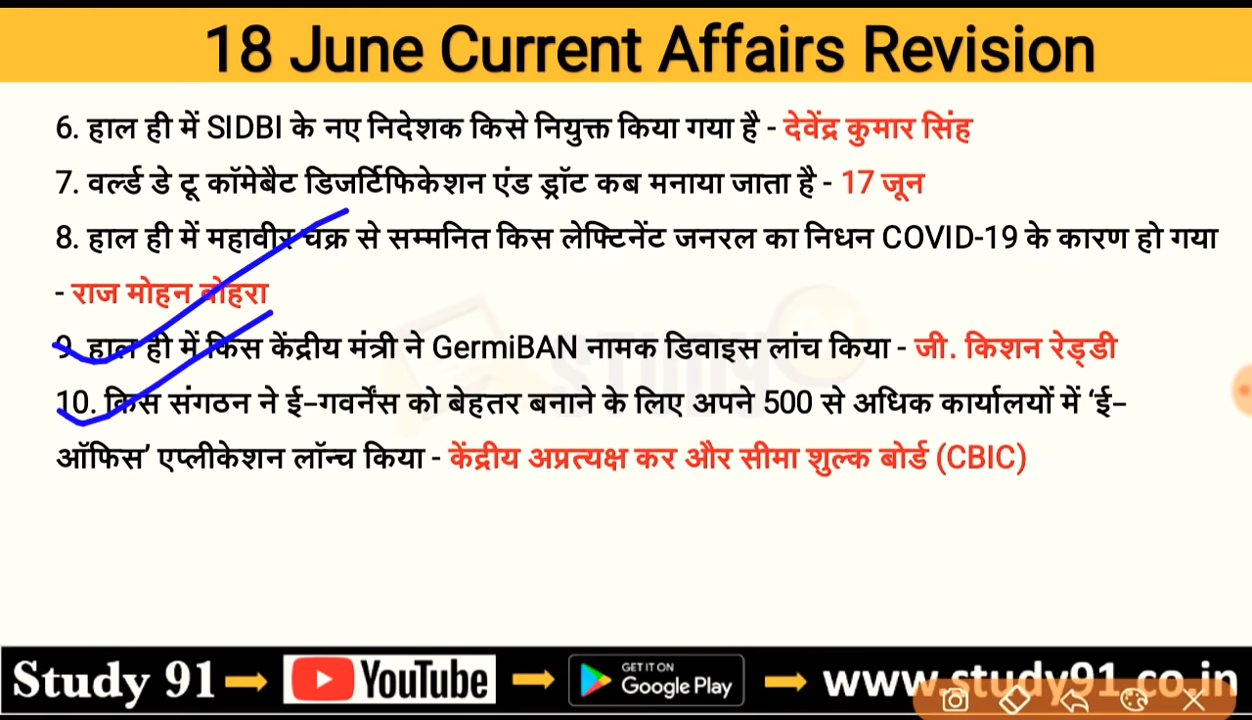 18 June Current Affairs Revision
6. हाल ही में SIDBI के नए निदेशक किसे नियुक्त किया गया है - देवेंद्र कुमार सिंह
7. वर्ल्ड डे टू कॉमेबैट डिजर्टिफिकेशन एंड ड्रॉट कब मनाया जाता है - 17 जून
8. हाल ही में महावीर चक्र से सम्मनित किस लेफ्टिनेंट जनरल का निधन COVID-19 के कारण हो गया
- राज मोहन वोहरा
9. हाल ही में किस केंद्रीय मंत्री ने GermiBAN नामक डिवाइस लांच किया - जी. किशन रेड्डी
10. किस संगठन ने ई-गवर्नेंस को बेहतर बनाने के लिए अपने 500 से अधिक कार्यालयों में 'ई-
ऑफिस' एप्लीकेशन लॉन्च किया - केंद्रीय अप्रत्यक्ष कर और सीमा शुल्क बोर्ड (CBIC)
STUDY
Study 91 YouTube GET IT ON Google Play www.study91.co.in